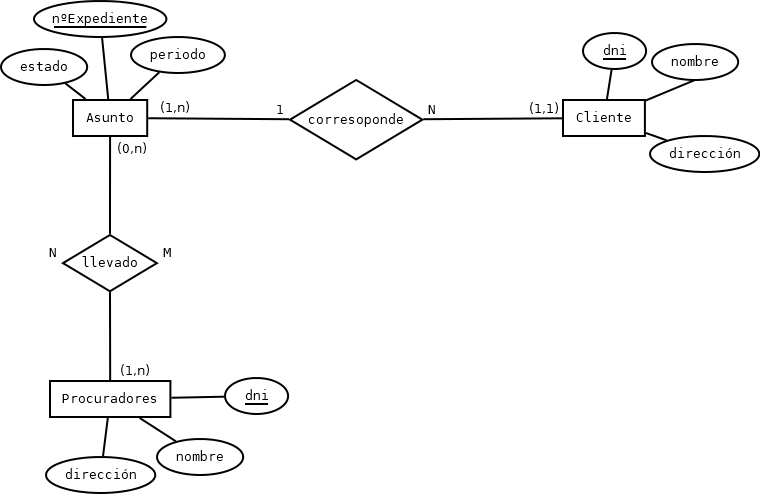 nºExpediente
estado
periodo
dni
nombre
Asunto
(1,n)
1
corresoponde
N
(1,1)
Cliente
(0,n)
dirección
N
llevado
M
(1,n)
Procuradores
dni
dirección
nombre